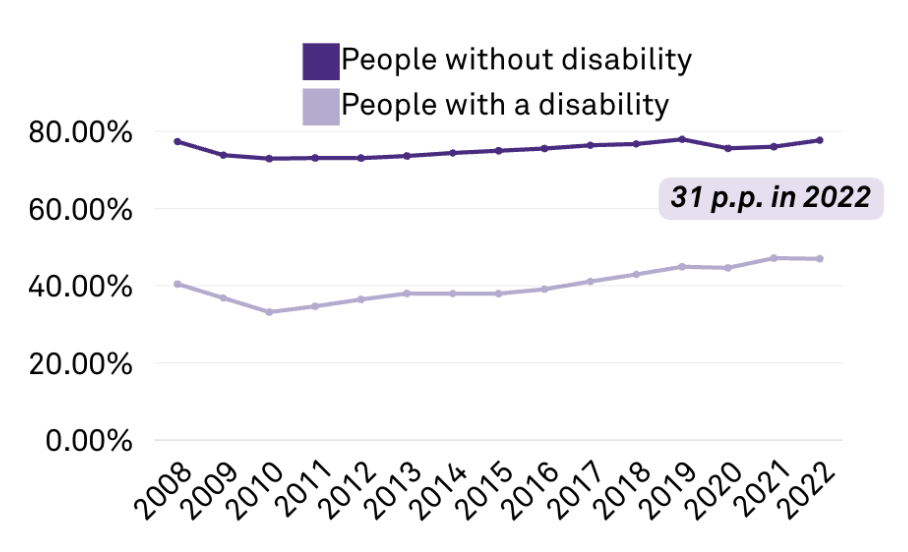 People without disability
People with a disability
80.00%
60.00%
31 p.p. in 2022
40.00%
20.00%
0.00%
2008 2009 2010 2011 2012 2013 2014 2015 2016 2017 2018 2019 2020 2021 2022